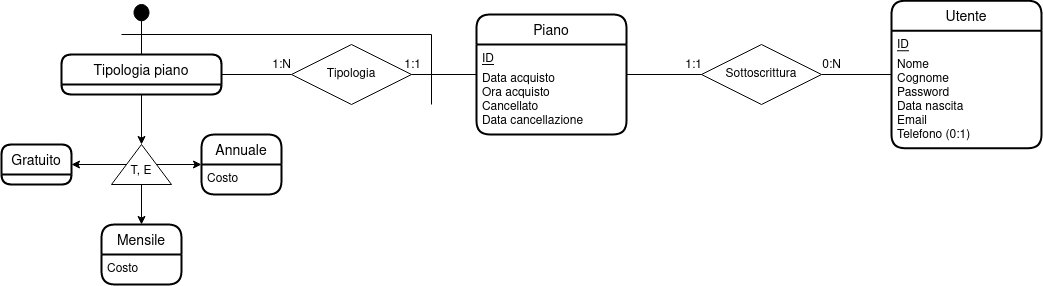 Tipologia piano
1:N
Tipologia
1:1
Piano
ID
Data acquisto
Ora acquisto
Cancellato
Data cancellazione
1:1
Sottoscrittura
0:N
Utente
ID
Nome
Cognome
Password
Data nascita
Email
Telefono (0:1)
Gratuito
T, E
Annuale
Costo
Mensile
Costo